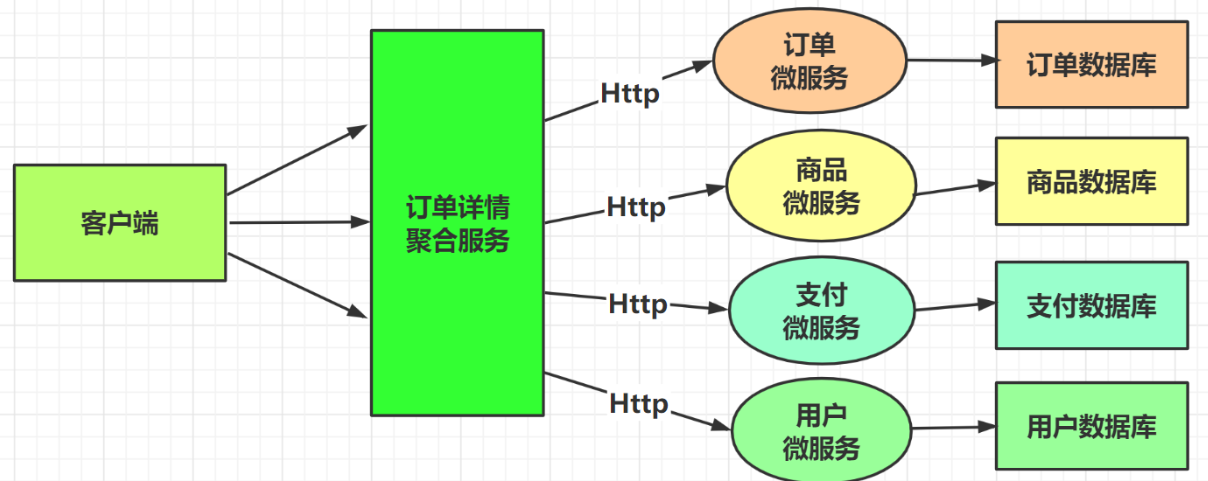 客户端
订单详情
聚合服务
Http
订单
微服务
订单数据库
Http
商品
微服务
商品数据库
Http
支付
微服务
支付数据库
Http
用户
微服务
用户数据库